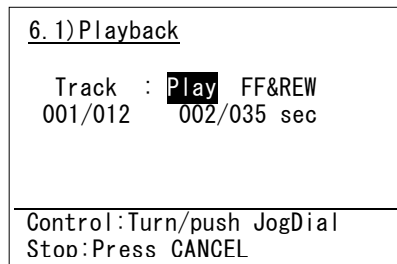 6.1)Playback
Track : Play FF&REW
001/012 002/035 sec
Control:Turn/push JogDial
Stop:Press CANCEL